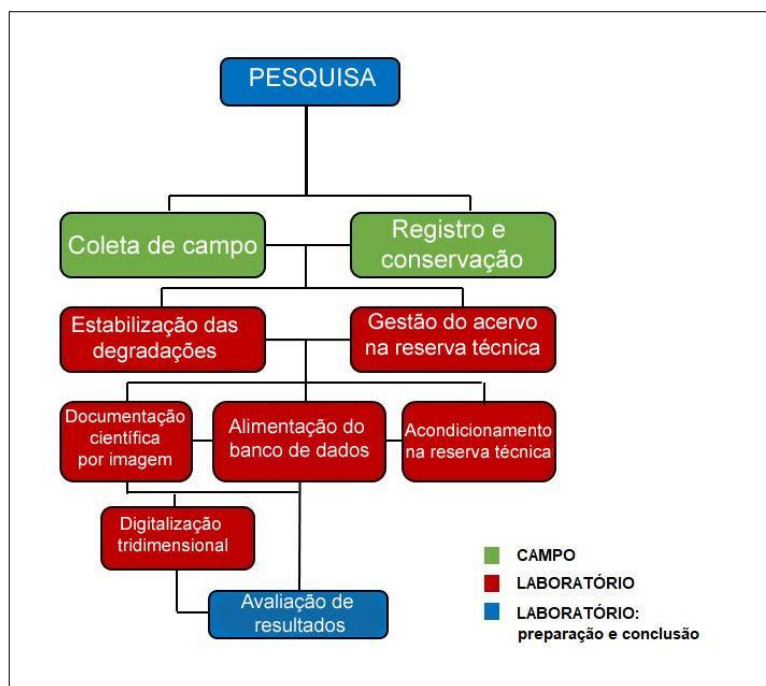 PESQUISA
Coleta de campo
Registro e
conservação
Estabilização das
degradações
Gestão do acervo
na reserva técnica
Documentação
científica
por imagem
Alimentação do
banco de dados
Acondicionamento
na reserva técnica
Digitalização
tridimensional
Avaliação de
resultados
CAMPO
LABORATÓRIO
LABORATÓRIO:
preparação e conclusão